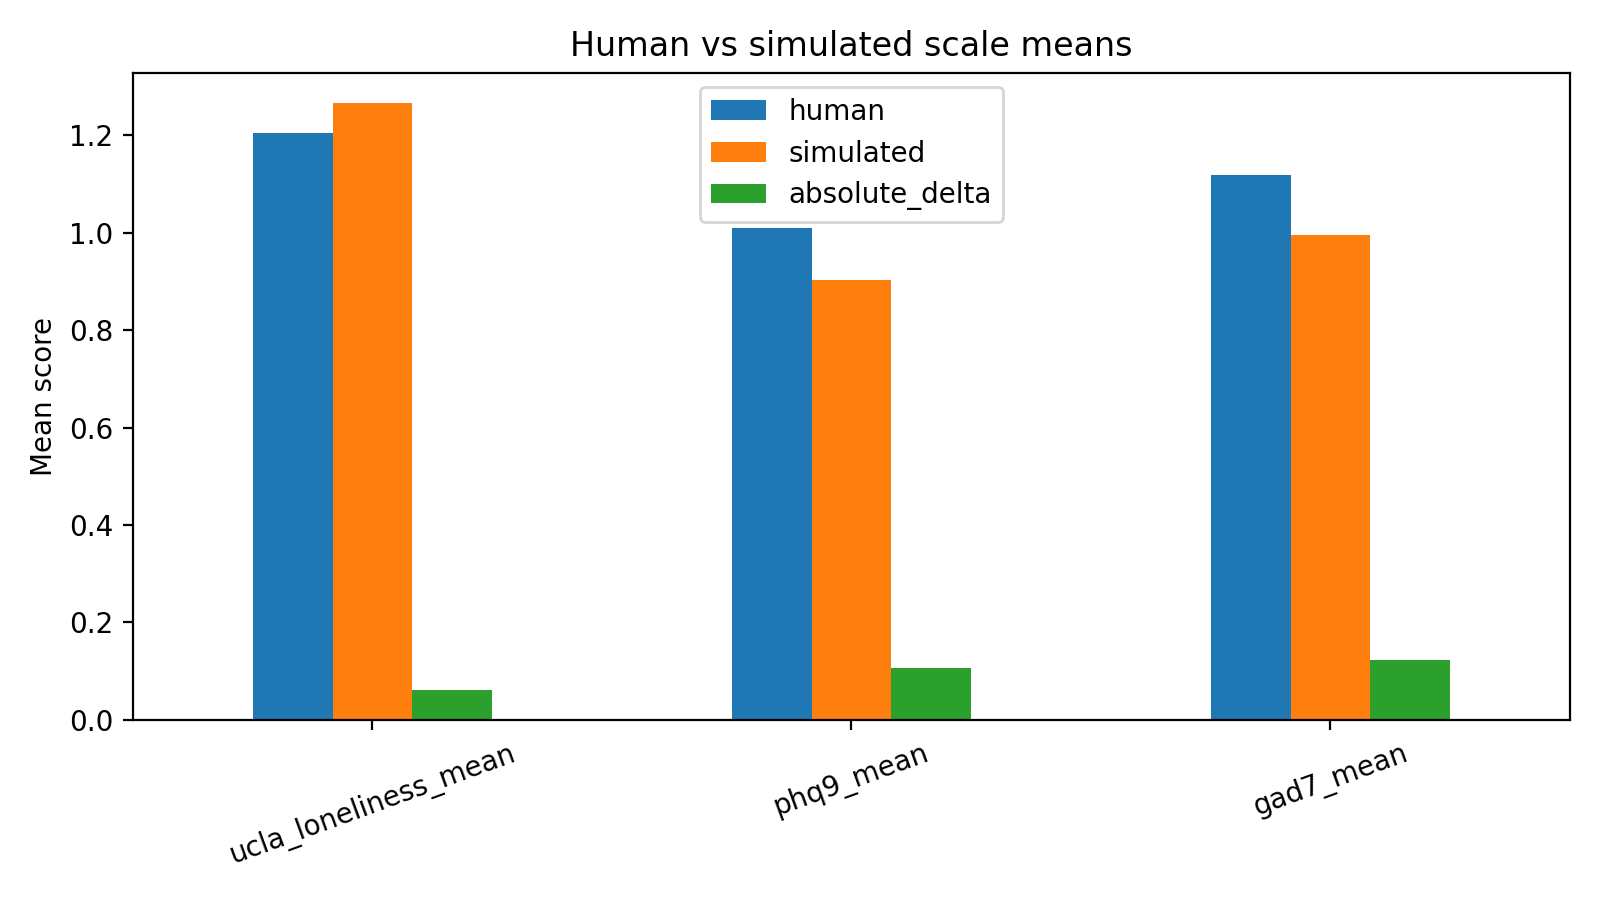 Human vs simulated scale means
human
simulated
absolute_delta
Mean score
1.2
1.0
0.8
0.6
0.4
0.2
0.0
ucla_loneliness_mean
phq9_mean
gad7_mean